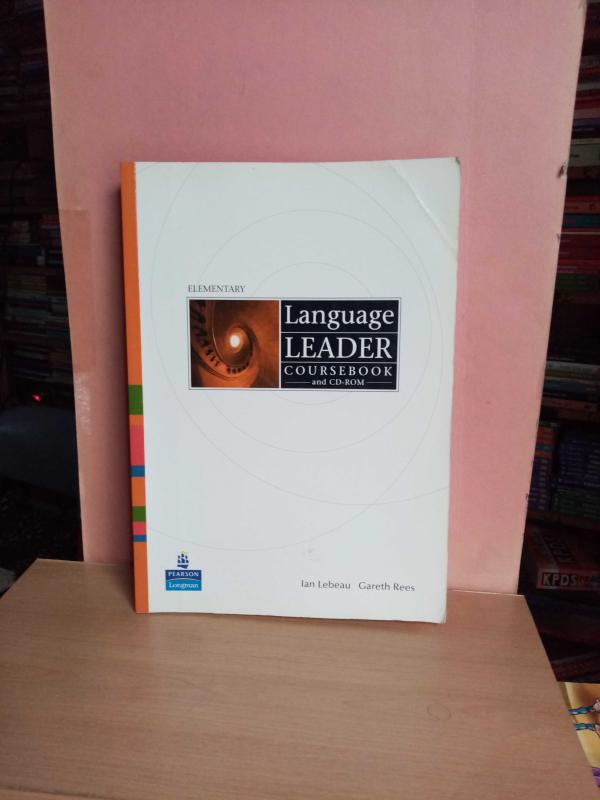 ELEMENTARY
Language
LEADER
COURSEBOOK
and CD-ROM
PEARSON
Longman
Ian Lebeau Gareth Rees
KPDS